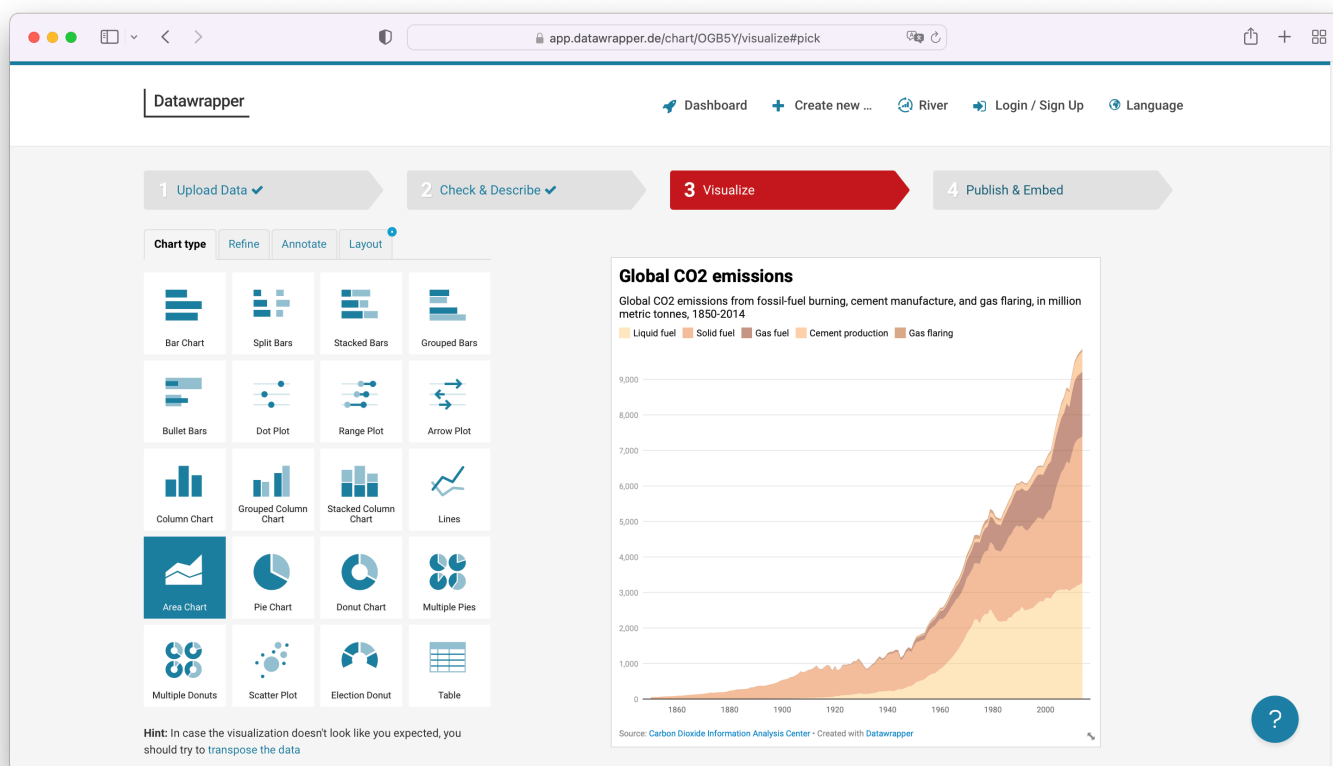 app.datawrapper.de/chart/OGB5Y/visualize#pick
Datawrapper
Dashboard
Create new ...
River
Login / Sign Up
Language
1 Upload Data
2 Check & Describe
3 Visualize
4 Publish & Embed
Chart type
Refine
Annotate
Layout
Bar Chart
Split Bars
Stacked Bars
Grouped Bars
Bullet Bars
Dot Plot
Range Plot
Arrow Plot
Column Chart
Grouped Column
Chart
Stacked Column
Chart
Lines
Area Chart
Pie Chart
Donut Chart
Multiple Pies
Multiple Donuts
Scatter Plot
Election Donut
Table
Hint: In case the visualization doesn't look like you expected, you
should try to transpose the data
Global CO2 emissions
Global CO2 emissions from fossil-fuel burning, cement manufacture, and gas flaring, in million
metric tonnes, 1850-2014
Liquid fuel Solid fuel Gas fuel Cement production Gas flaring
9,000
8,000
7,000
6,000
5,000
4,000
3,000
2,000
1,000
0
1860 1880 1900 1920 1940 1960 1980 2000
Source: Carbon Dioxide Information Analysis Center • Created with Datawrapper
?